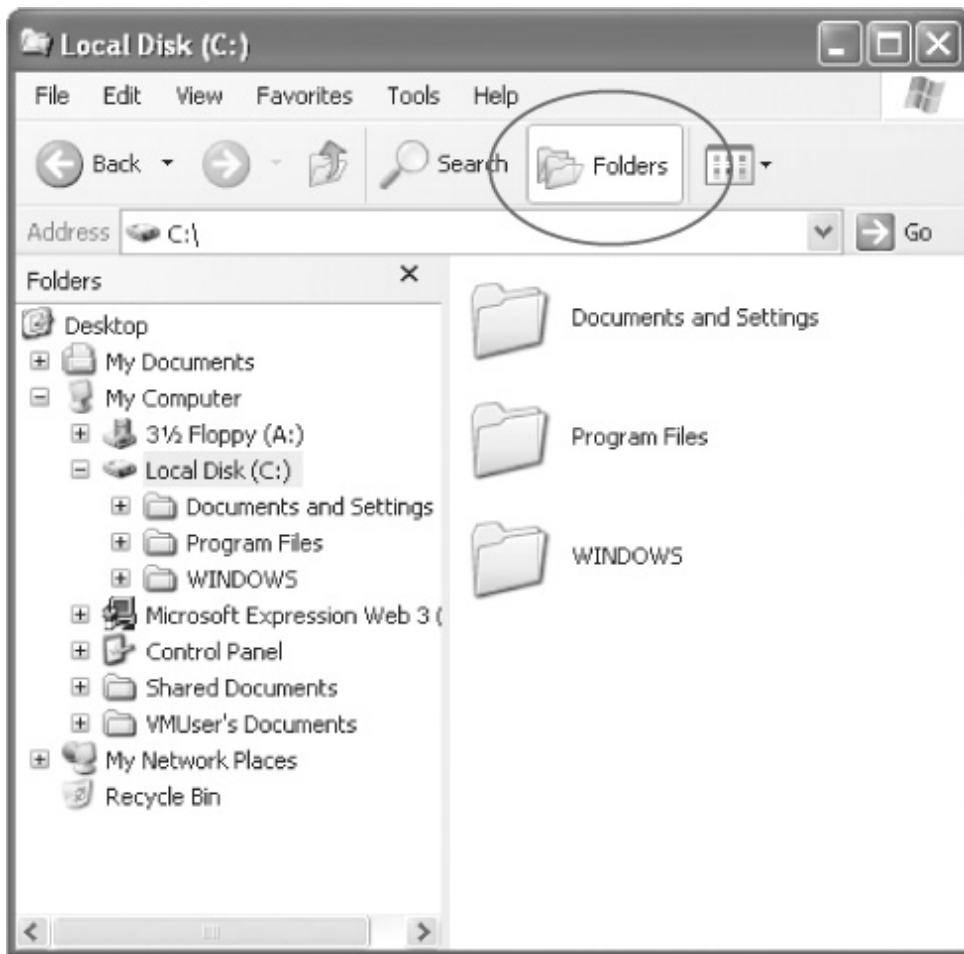 Local Disk (C:)
File Edit View Favorites Tools Help
Back Search Folders
Address C:\ Go
Folders
Desktop
My Documents
My Computer
3½ Floppy (A:)
Local Disk (C:)
Documents and Settings
Program Files
WINDOWS
Microsoft Expression Web 3 (
Control Panel
Shared Documents
VMUser's Documents
My Network Places
Recycle Bin
Documents and Settings
Program Files
WINDOWS